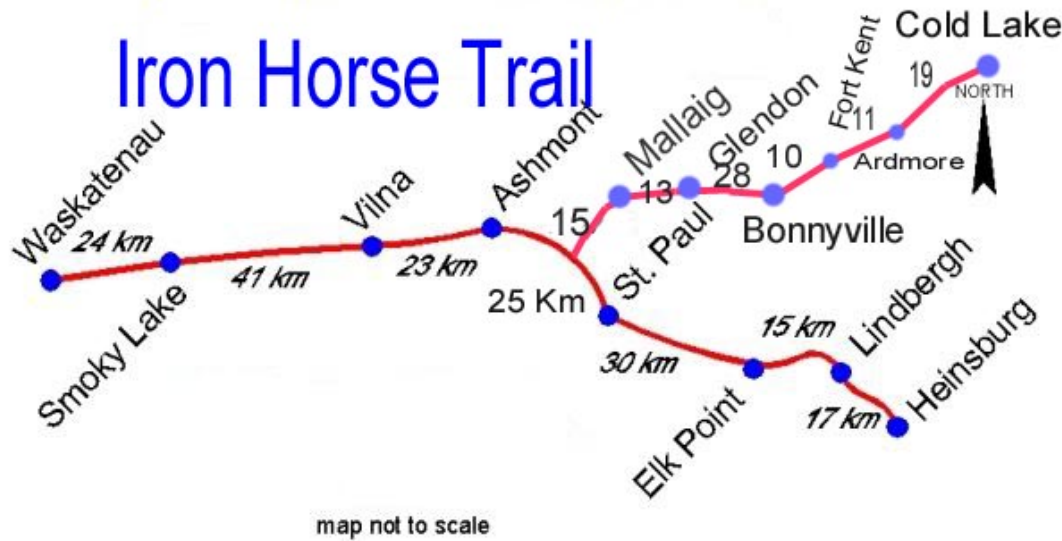 Iron Horse Trail
Cold Lake
NORTH
19
Fort Kent
11
Ardmore
10
Bonnyville
Glendon
28
Mallaig
13
15
Ashmont
Vilna
Waskatenau
24 km
Smoky Lake
41 km
23 km
25 Km
St. Paul
30 km
Elk Point
15 km
Lindbergh
17 km
Heinsburg
map not to scale